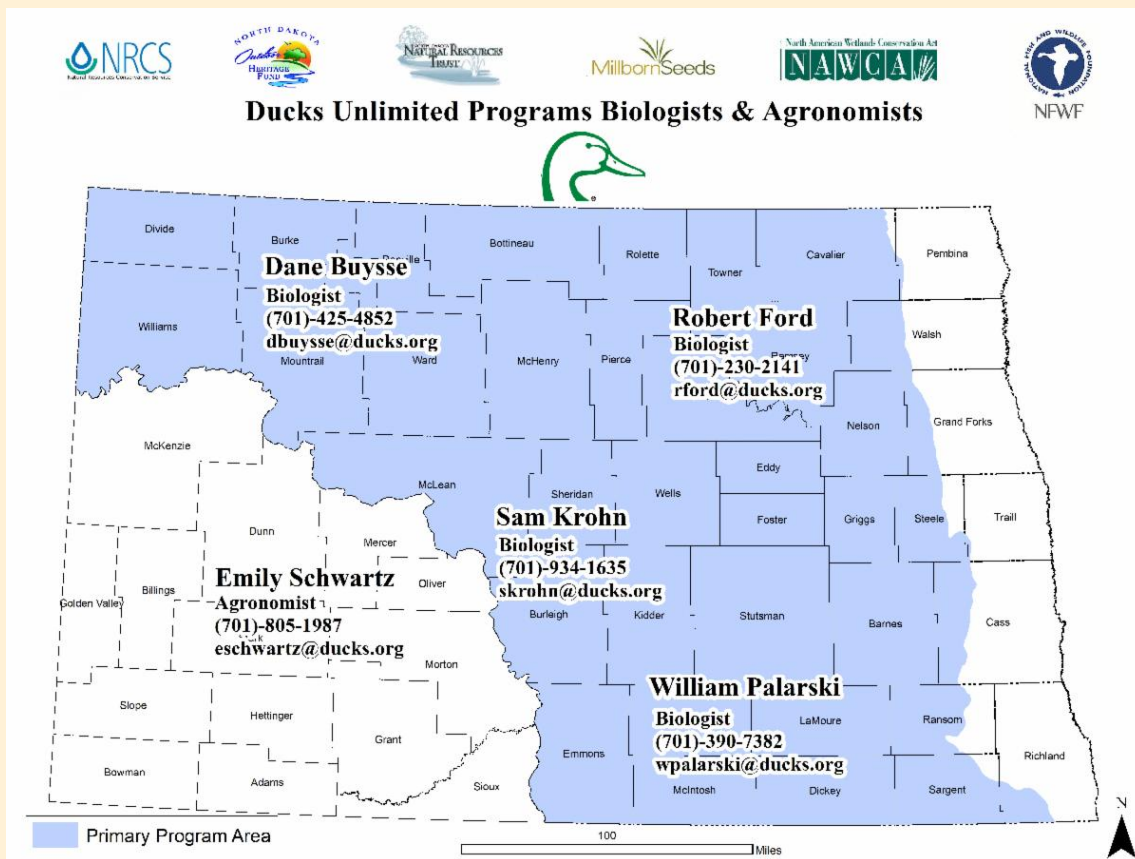 NRCS
Natural Resources Conservation Service
NORTH DAKOTA
Outdoor
HERITAGE
FUND
NATURAL RESOURCES
TRUST
MillbornSeeds
North American Wetlands Conservation Act
NAWCA
NATIONAL FISH AND WILDLIFE FOUNDATION
NFWF
Ducks Unlimited Programs Biologists & Agronomists
®
Divide
Burke
Bottineau
Rolette
Towner
Cavalier
Pembina
Dane Buysse
Biologist
(701)-425-4852
dbuysse@ducks.org
Williams
Mountrail
Ward
McHenry
Pierce
Robert Ford
Biologist
(701)-230-2141
rford@ducks.org
Walsh
Nelson
Grand Forks
McKenzie
McLean
Sheridan
Wells
Eddy
Foster
Griggs
Steele
Traill
Sam Krohn
Biologist
(701)-934-1635
skrohn@ducks.org
Dunn
Mercer
Oliver
Emily Schwartz
Agronomist
(701)-805-1987
eschwartz@ducks.org
Golden Valley
Billings
Morton
Burleigh
Kidder
Stutsman
Barnes
Cass
William Palarski
Biologist
(701)-390-7382
wpalarski@ducks.org
Slope
Hettinger
Grant
Emmons
LaMoure
Ransom
Richland
Bowman
Adams
Sioux
McIntosh
Dickey
Sargent
L
N
Primary Program Area
100
Miles